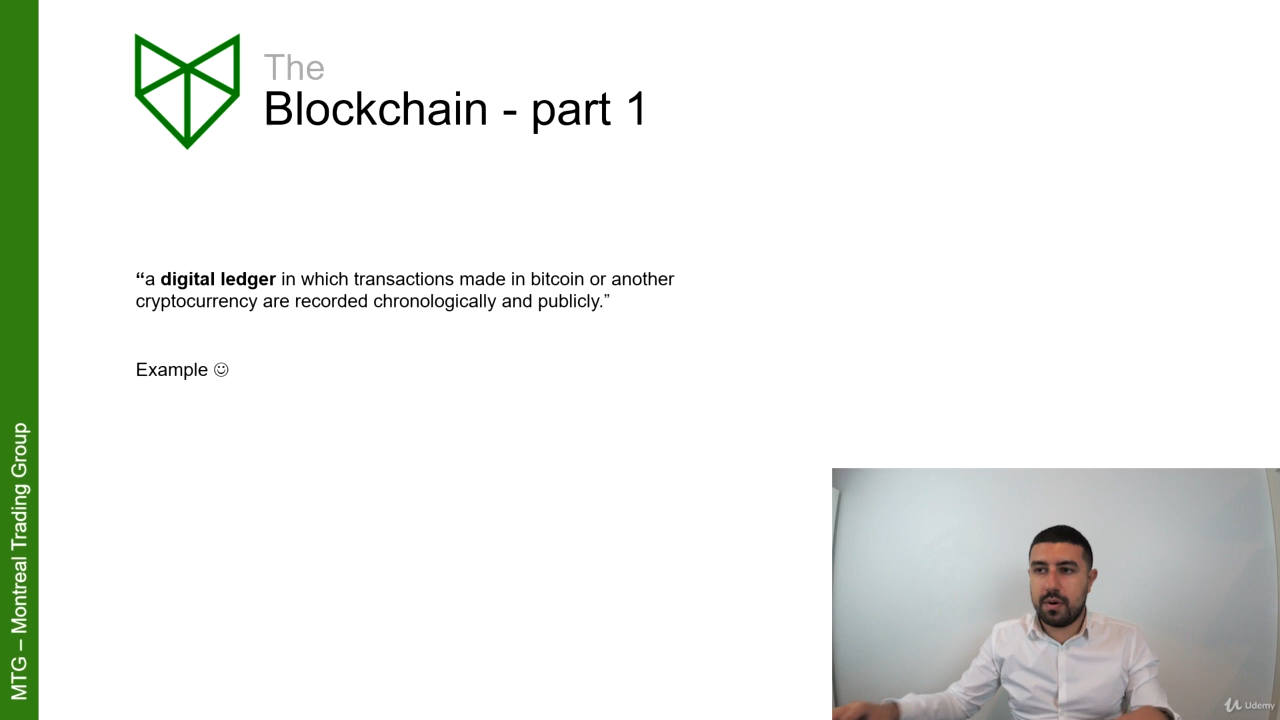 The
Blockchain - part 1
“a digital ledger in which transactions made in bitcoin or another
cryptocurrency are recorded chronologically and publicly.”
Example ☺
MTG – Montreal Trading Group
Udemy